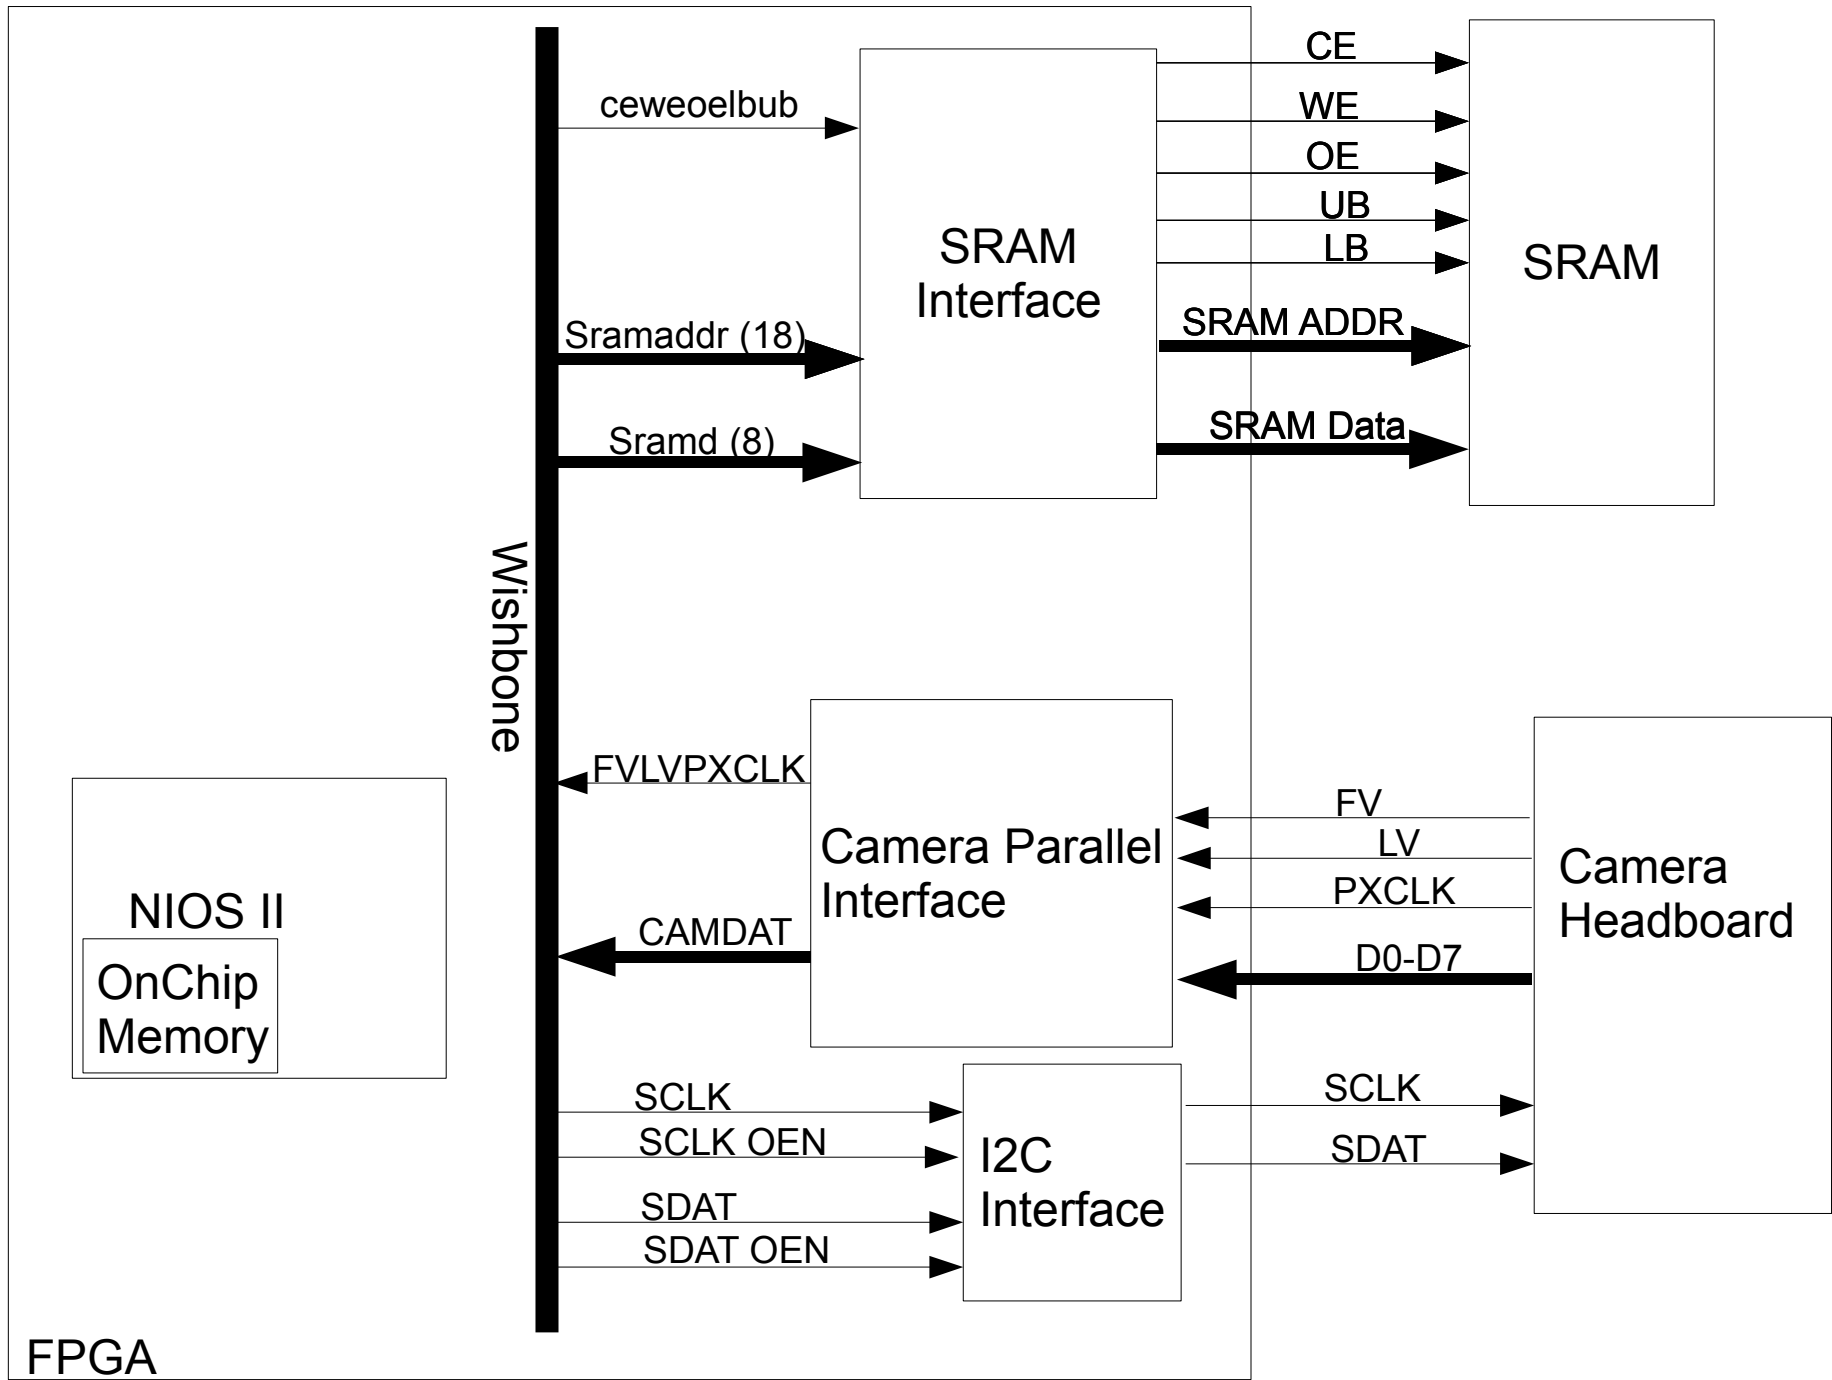 CE
ceweoelbub
WE
OE
UB
LB
SRAM
Interface
SRAM
Sramaddr (18)
SRAM ADDR
Sramd (8)
SRAM Data
Wishbone
FVLVPXCLK
FV
LV
PXCLK
D0-D7
Camera Parallel
Interface
Camera
Headboard
CAMDAT
NIOS II
OnChip
Memory
SCLK
SCLK OEN
SDAT
SDAT OEN
I2C
Interface
SCLK
SDAT
FPGA